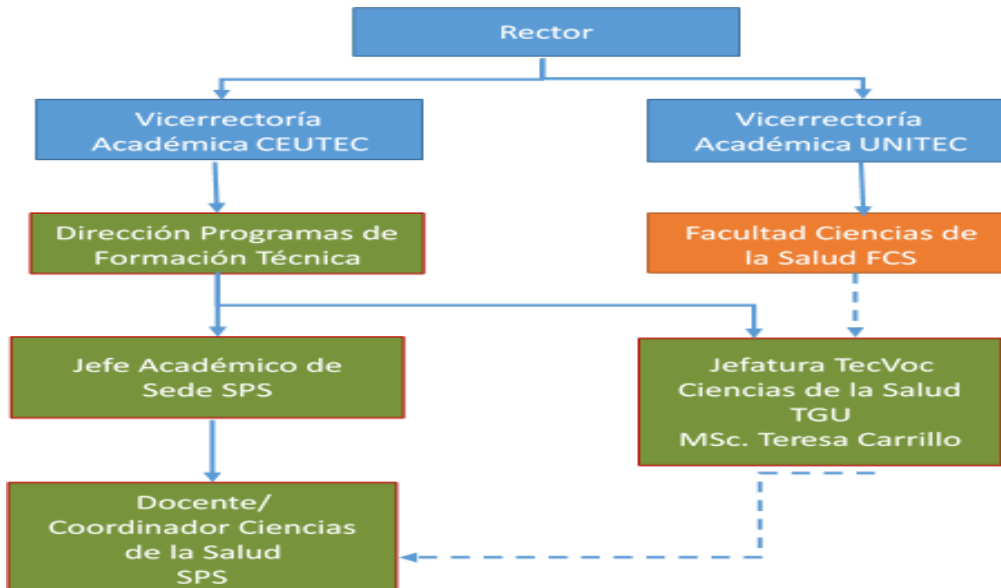 Rector
Vicerrectoría
Académica CEUTEC
Vicerrectoría
Académica UNITEC
Dirección Programas de
Formación Técnica
Facultad Ciencias de
la Salud FCS
Jefe Académico de
Sede SPS
Jefatura TecVoc
Ciencias de la Salud
TGU
MSc. Teresa Carrillo
Docente/
Coordinador Ciencias
de la Salud
SPS